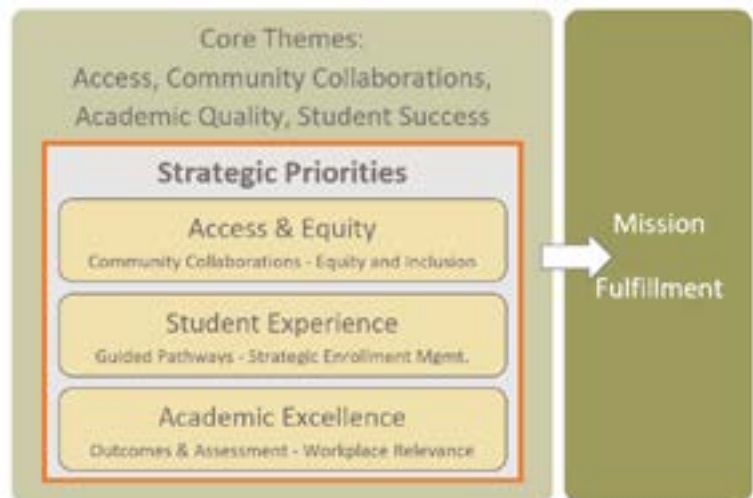 Core Themes:
Access, Community Collaborations,
Academic Quality, Student Success
Strategic Priorities
Access & Equity
Community Collaborations - Equity and Inclusion
Student Experience
Guided Pathways - Strategic Enrollment Mgmt.
Academic Excellence
Outcomes & Assessment - Workplace Relevance
Mission
Fulfillment